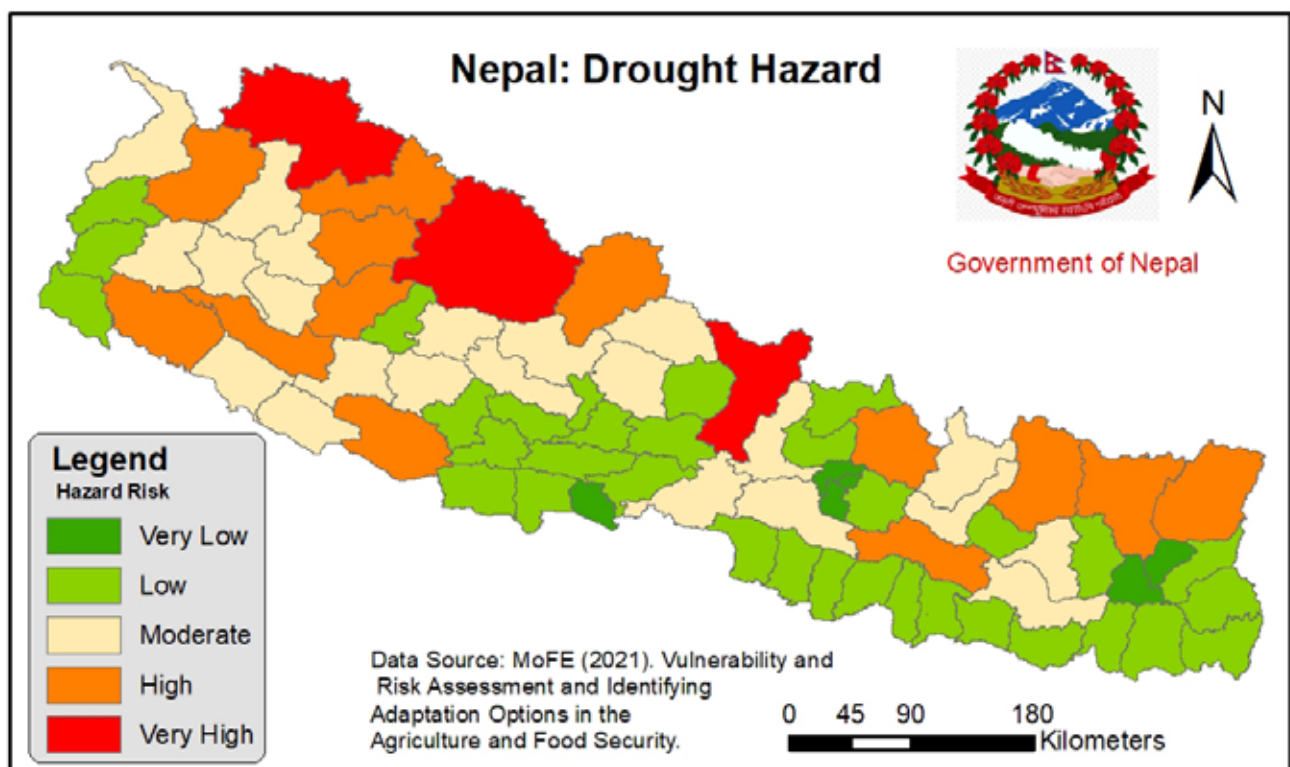 Nepal: Drought Hazard
N
Government of Nepal
Legend
Hazard Risk
Very Low
Low
Moderate
High
Very High
Data Source: MoFE (2021). Vulnerability and
Risk Assessment and Identifying
Adaptation Options in the
Agriculture and Food Security.
0 45 90 180
Kilometers